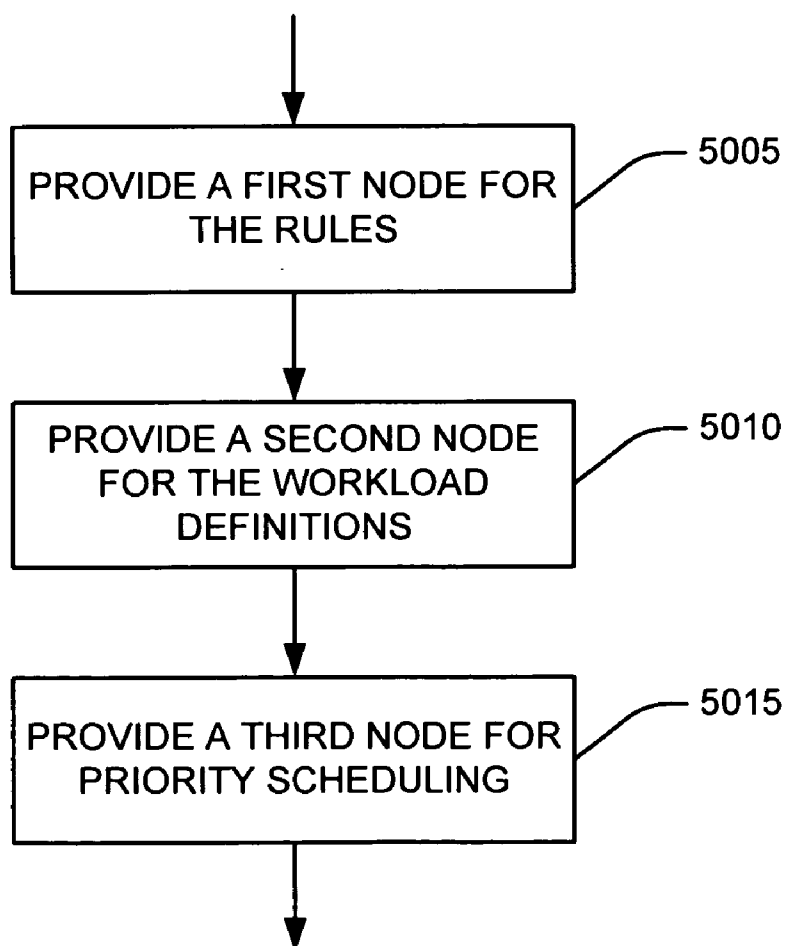 PROVIDE A FIRST NODE FOR
THE RULES
5005
PROVIDE A SECOND NODE
FOR THE WORKLOAD
DEFINITIONS
5010
PROVIDE A THIRD NODE FOR
PRIORITY SCHEDULING
5015